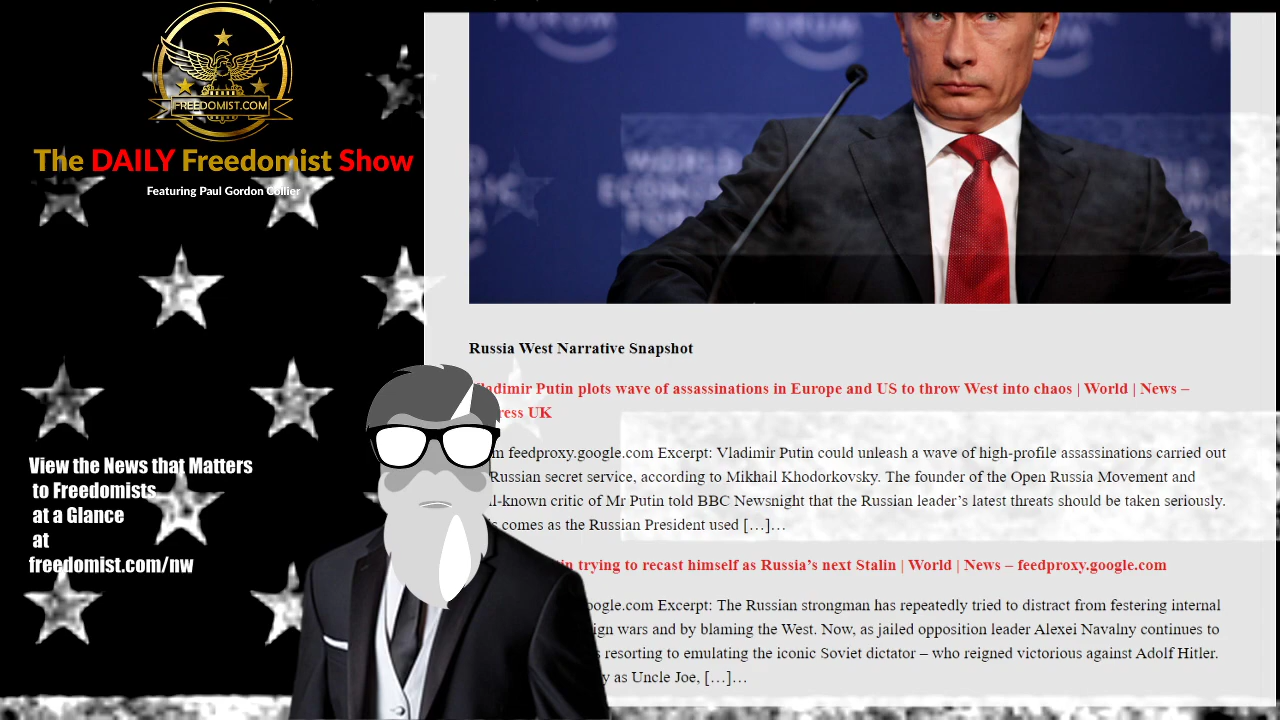 FREEDOMIST.COM
The DAILY Freedomist Show
Featuring Paul Gordon Collier
View the News that Matters
to Freedomists
at a Glance
at
freedomist.com/nw
FORUM
WORLD
ECONOMIC
FORUM
Russia West Narrative Snapshot
Vladimir Putin plots wave of assassinations in Europe and US to throw West into chaos | World | News –
UK
feedproxy.google.com Excerpt: Vladimir Putin could unleash a wave of high-profile assassinations carried out
Russian secret service, according to Mikhail Khodorkovsky. The founder of the Open Russia Movement and
known critic of Mr Putin told BBC Newsnight that the Russian leader’s latest threats should be taken seriously.
comes as the Russian President used […]…
trying to recast himself as Russia’s next Stalin | World | News – feedproxy.google.com
Excerpt: The Russian strongman has repeatedly tried to distract from festering internal
wars and by blaming the West. Now, as jailed opposition leader Alexei Navalny continues to
resorting to emulating the iconic Soviet dictator – who reigned victorious against Adolf Hitler.
as Uncle Joe, […]…